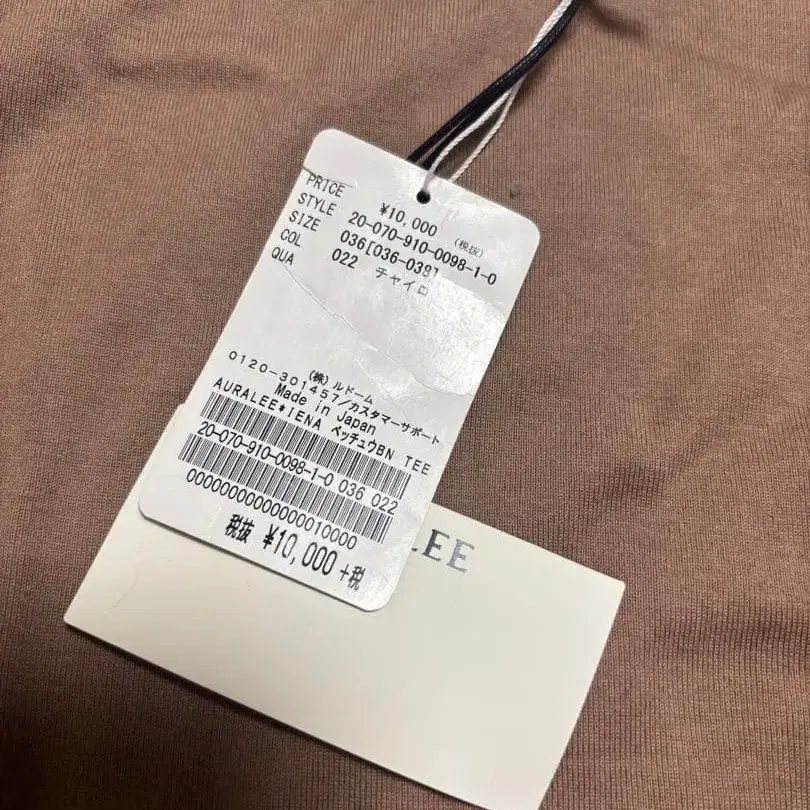 PRICE ¥10,000 (税抜)
STYLE 20-070-910-0098-1-0
SIZE 036[036-038]
COL 022 チャイロ
QUA
(株)ルドーム
0120-301457/カスタマーサポート
Made in Japan
AURALEE*IENA ペッチュウBN TEE
20-070-910-0098-1-0 036 022
000000000000000010000
税抜 ¥10,000 +税
LEE